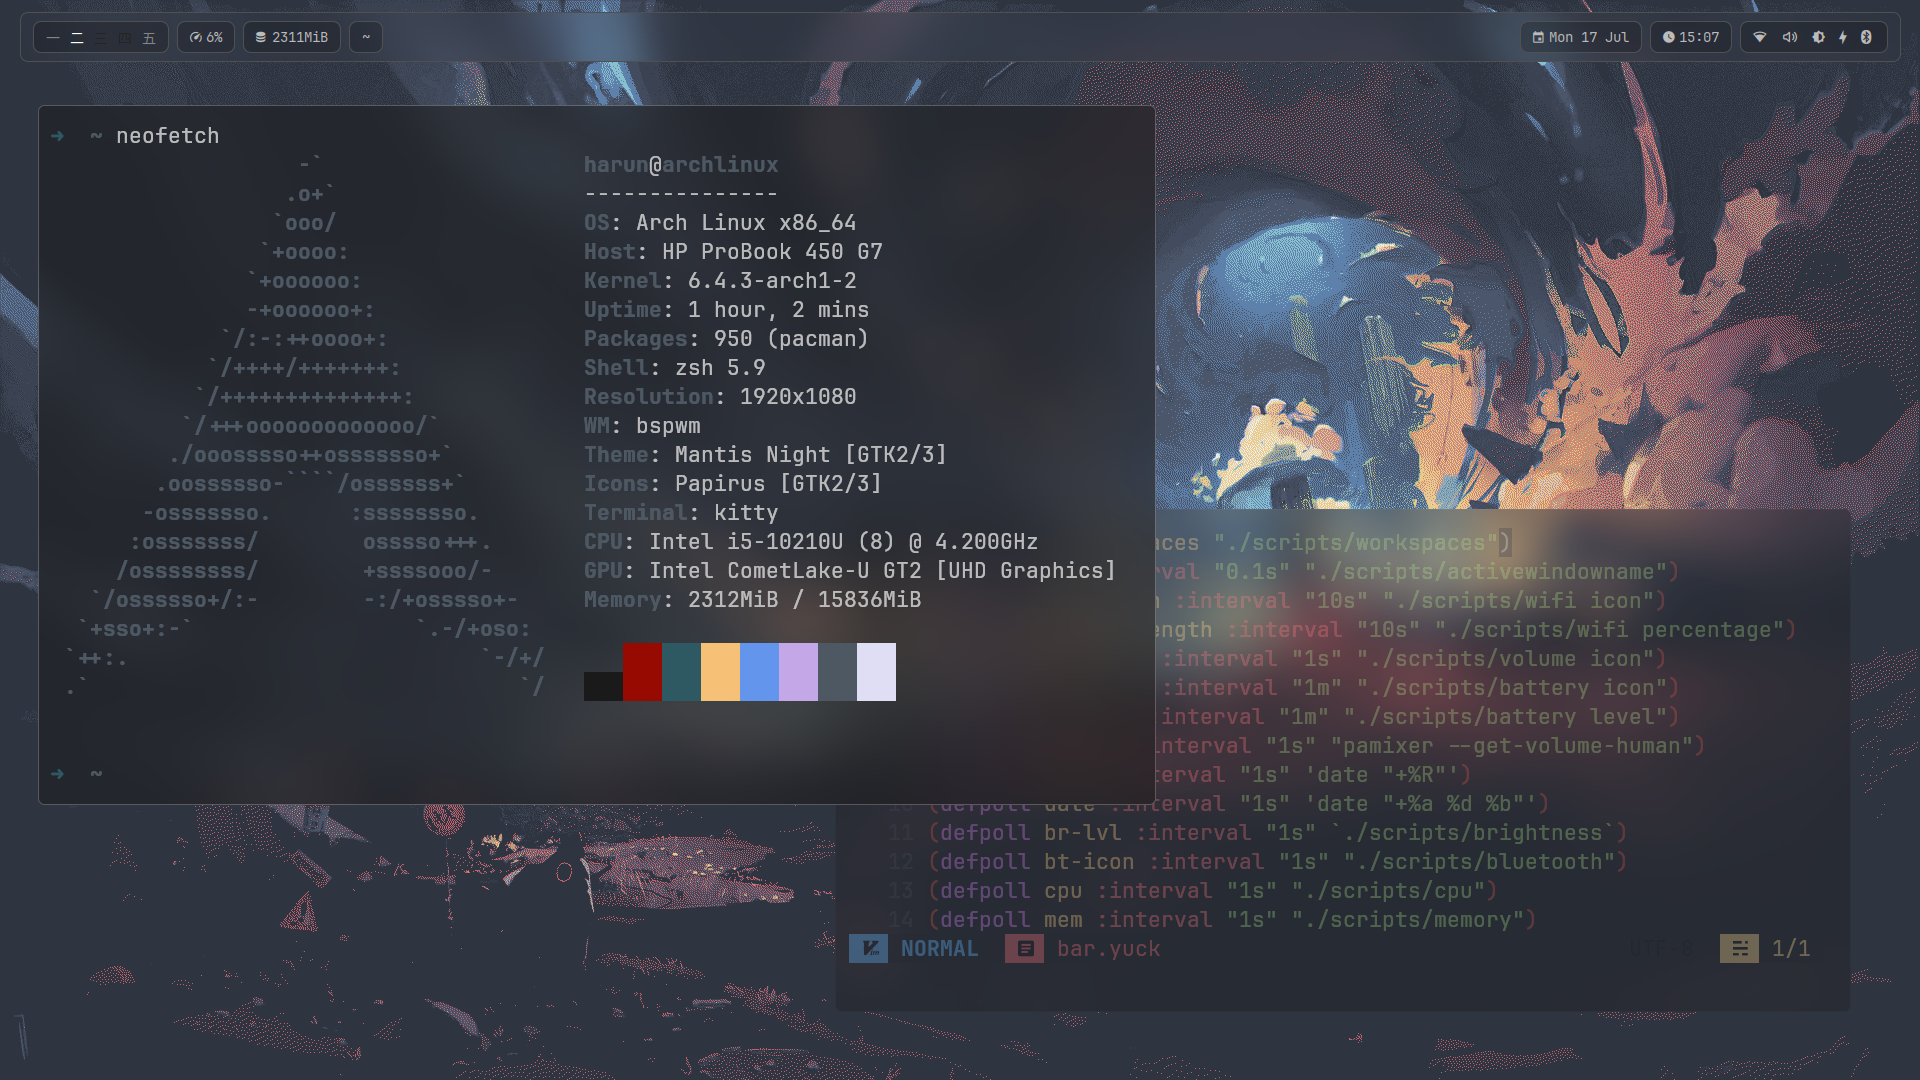 一 二 三 四 五 6% 2311MiB ~ Mon 17 Jul 15:07
➜ ~ neofetch
-`
.o+`
`ooo/
`+oooo:
`+oooooo:
-+oooooo+:
`/:-:++oooo+:
`/++++/+++++++:
`/++++++++++++++:
`/+++ooooooooooooo/`
./ooosssso++osssssso+`
.oossssso-````/ossssss+`
-osssssso. :ssssssso.
:osssssss/ osssso+++.
/ossssssss/ +ssssooo/-
`/ossssso+/:- -:/+osssso+-
`+sso+:-` `.-/+oso:
`++:. `-/+/
.` `/
harun@archlinux
---------------
OS: Arch Linux x86_64
Host: HP ProBook 450 G7
Kernel: 6.4.3-arch1-2
Uptime: 1 hour, 2 mins
Packages: 950 (pacman)
Shell: zsh 5.9
Resolution: 1920x1080
WM: bspwm
Theme: Mantis Night [GTK2/3]
Icons: Papirus [GTK2/3]
Terminal: kitty
CPU: Intel i5-10210U (8) @ 4.200GHz
GPU: Intel CometLake-U GT2 [UHD Graphics]
Memory: 2312MiB / 15836MiB
➜ ~
aces "./scripts/workspaces")
rval "0.1s" "./scripts/activewindowname")
:interval "10s" "./scripts/wifi icon")
ength :interval "10s" "./scripts/wifi percentage")
:interval "1s" "./scripts/volume icon")
:interval "1m" "./scripts/battery icon")
interval "1m" "./scripts/battery level")
interval "1s" "pamixer --get-volume-human")
terval "1s" 'date "+%R"')
10 (defpoll date :interval "1s" 'date "+%a %d %b"')
11 (defpoll br-lvl :interval "1s" `./scripts/brightness`)
12 (defpoll bt-icon :interval "1s" "./scripts/bluetooth")
13 (defpoll cpu :interval "1s" "./scripts/cpu")
14 (defpoll mem :interval "1s" "./scripts/memory")
NORMAL bar.yuck UTF-8 1/1